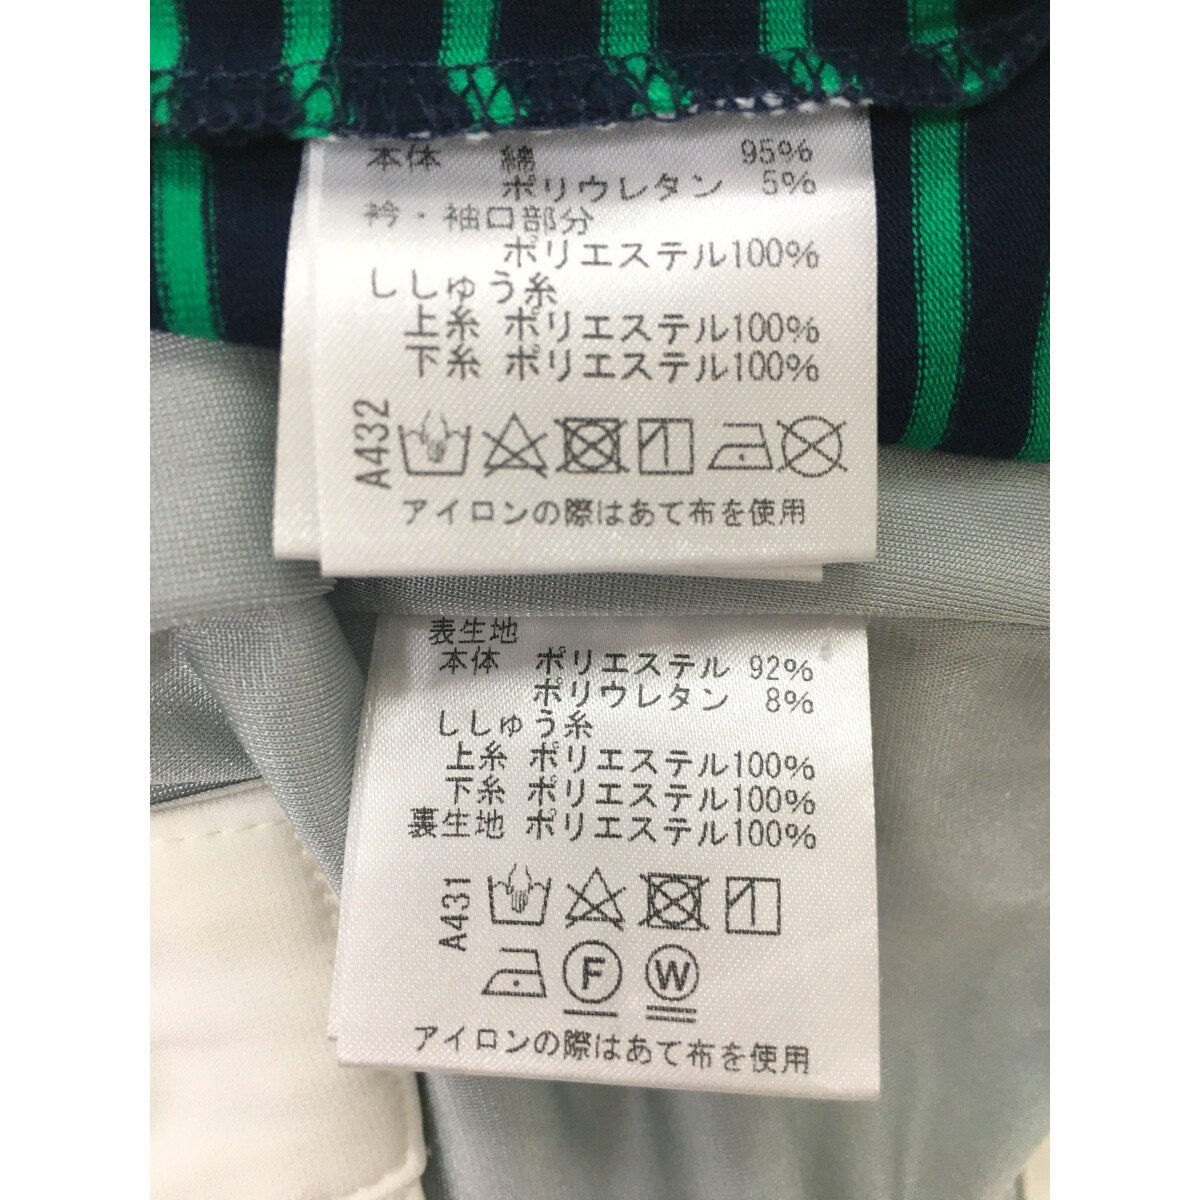 本体 綿 95%
ポリウレタン 5%
衿・袖口部分
ポリエステル100%
ししゅう糸
上糸 ポリエステル100%
下糸 ポリエステル100%
A432
アイロンの際はあて布を使用
表生地
本体 ポリエステル 92%
ポリウレタン 8%
ししゅう糸
上糸 ポリエステル100%
下糸 ポリエステル100%
裏生地 ポリエステル100%
A431
F W
アイロンの際はあて布を使用